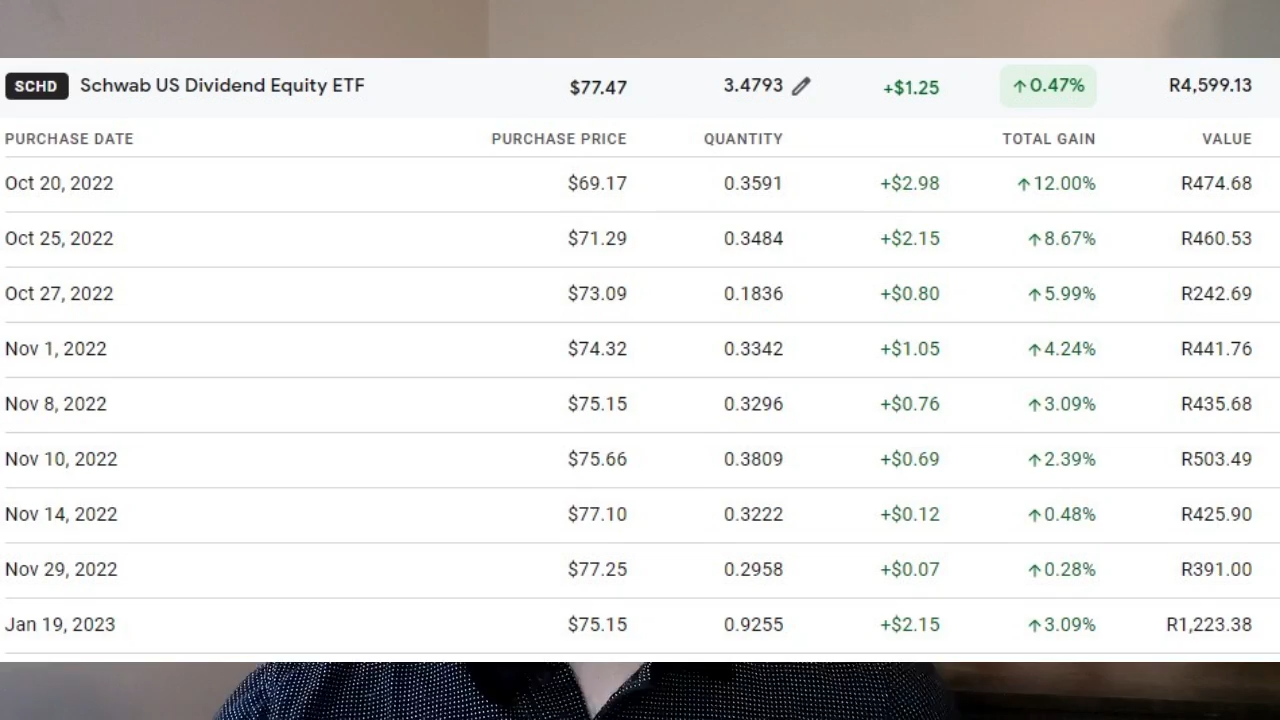 SCHD Schwab US Dividend Equity ETF $77.47 3.4793 +$1.25 ↑0.47% R4,599.13
PURCHASE DATE PURCHASE PRICE QUANTITY TOTAL GAIN VALUE
Oct 20, 2022 $69.17 0.3591 +$2.98 ↑12.00% R474.68
Oct 25, 2022 $71.29 0.3484 +$2.15 ↑8.67% R460.53
Oct 27, 2022 $73.09 0.1836 +$0.80 ↑5.99% R242.69
Nov 1, 2022 $74.32 0.3342 +$1.05 ↑4.24% R441.76
Nov 8, 2022 $75.15 0.3296 +$0.76 ↑3.09% R435.68
Nov 10, 2022 $75.66 0.3809 +$0.69 ↑2.39% R503.49
Nov 14, 2022 $77.10 0.3222 +$0.12 ↑0.48% R425.90
Nov 29, 2022 $77.25 0.2958 +$0.07 ↑0.28% R391.00
Jan 19, 2023 $75.15 0.9255 +$2.15 ↑3.09% R1,223.38